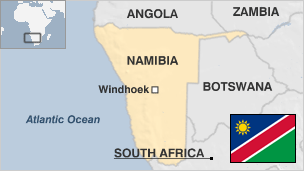 ANGOLA
ZAMBIA
NAMIBIA
BOTSWANA
Windhoek
Atlantic Ocean
SOUTH AFRICA